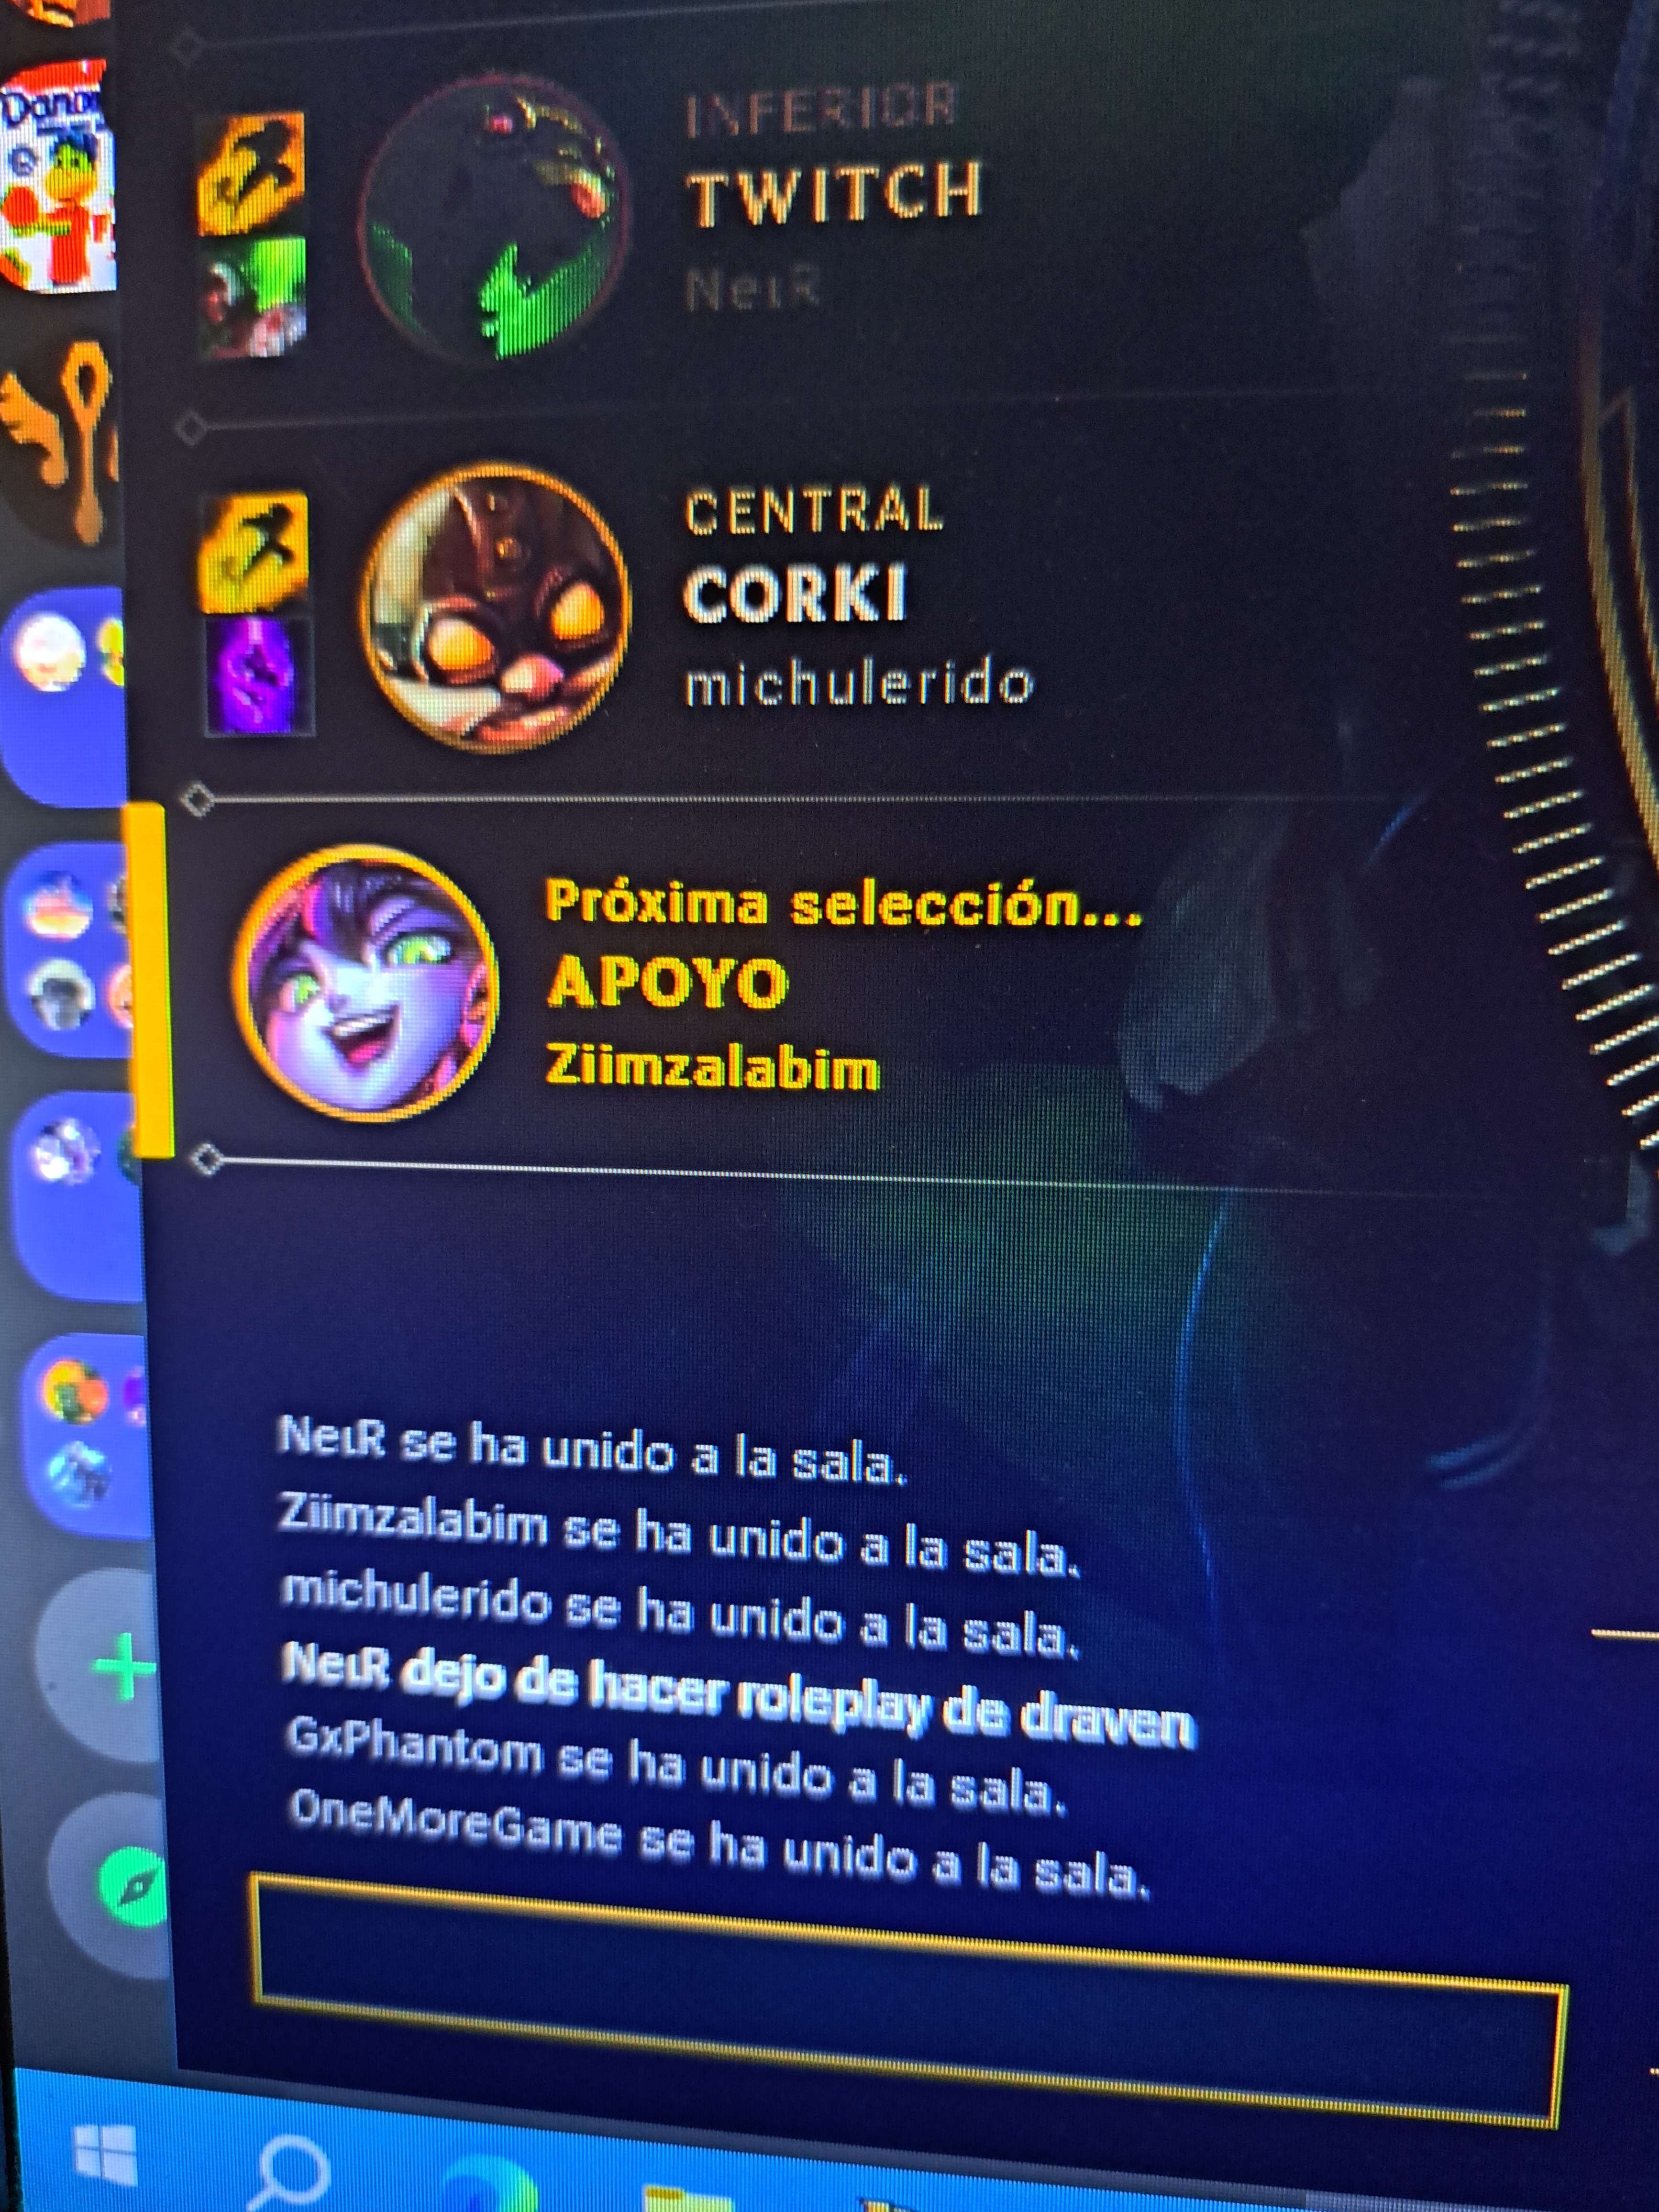 Dano
INFERIOR
TWITCH
NeιR
CENTRAL
CORKI
michulerido
Próxima selección...
APOYO
Ziimzalabim
NeιR se ha unido a la sala.
Ziimzalabim se ha unido a la sala.
michulerido se ha unido a la sala.
NeιR dejo de hacer roleplay de draven
GxPhantom se ha unido a la sala.
OneMoreGame se ha unido a la sala.